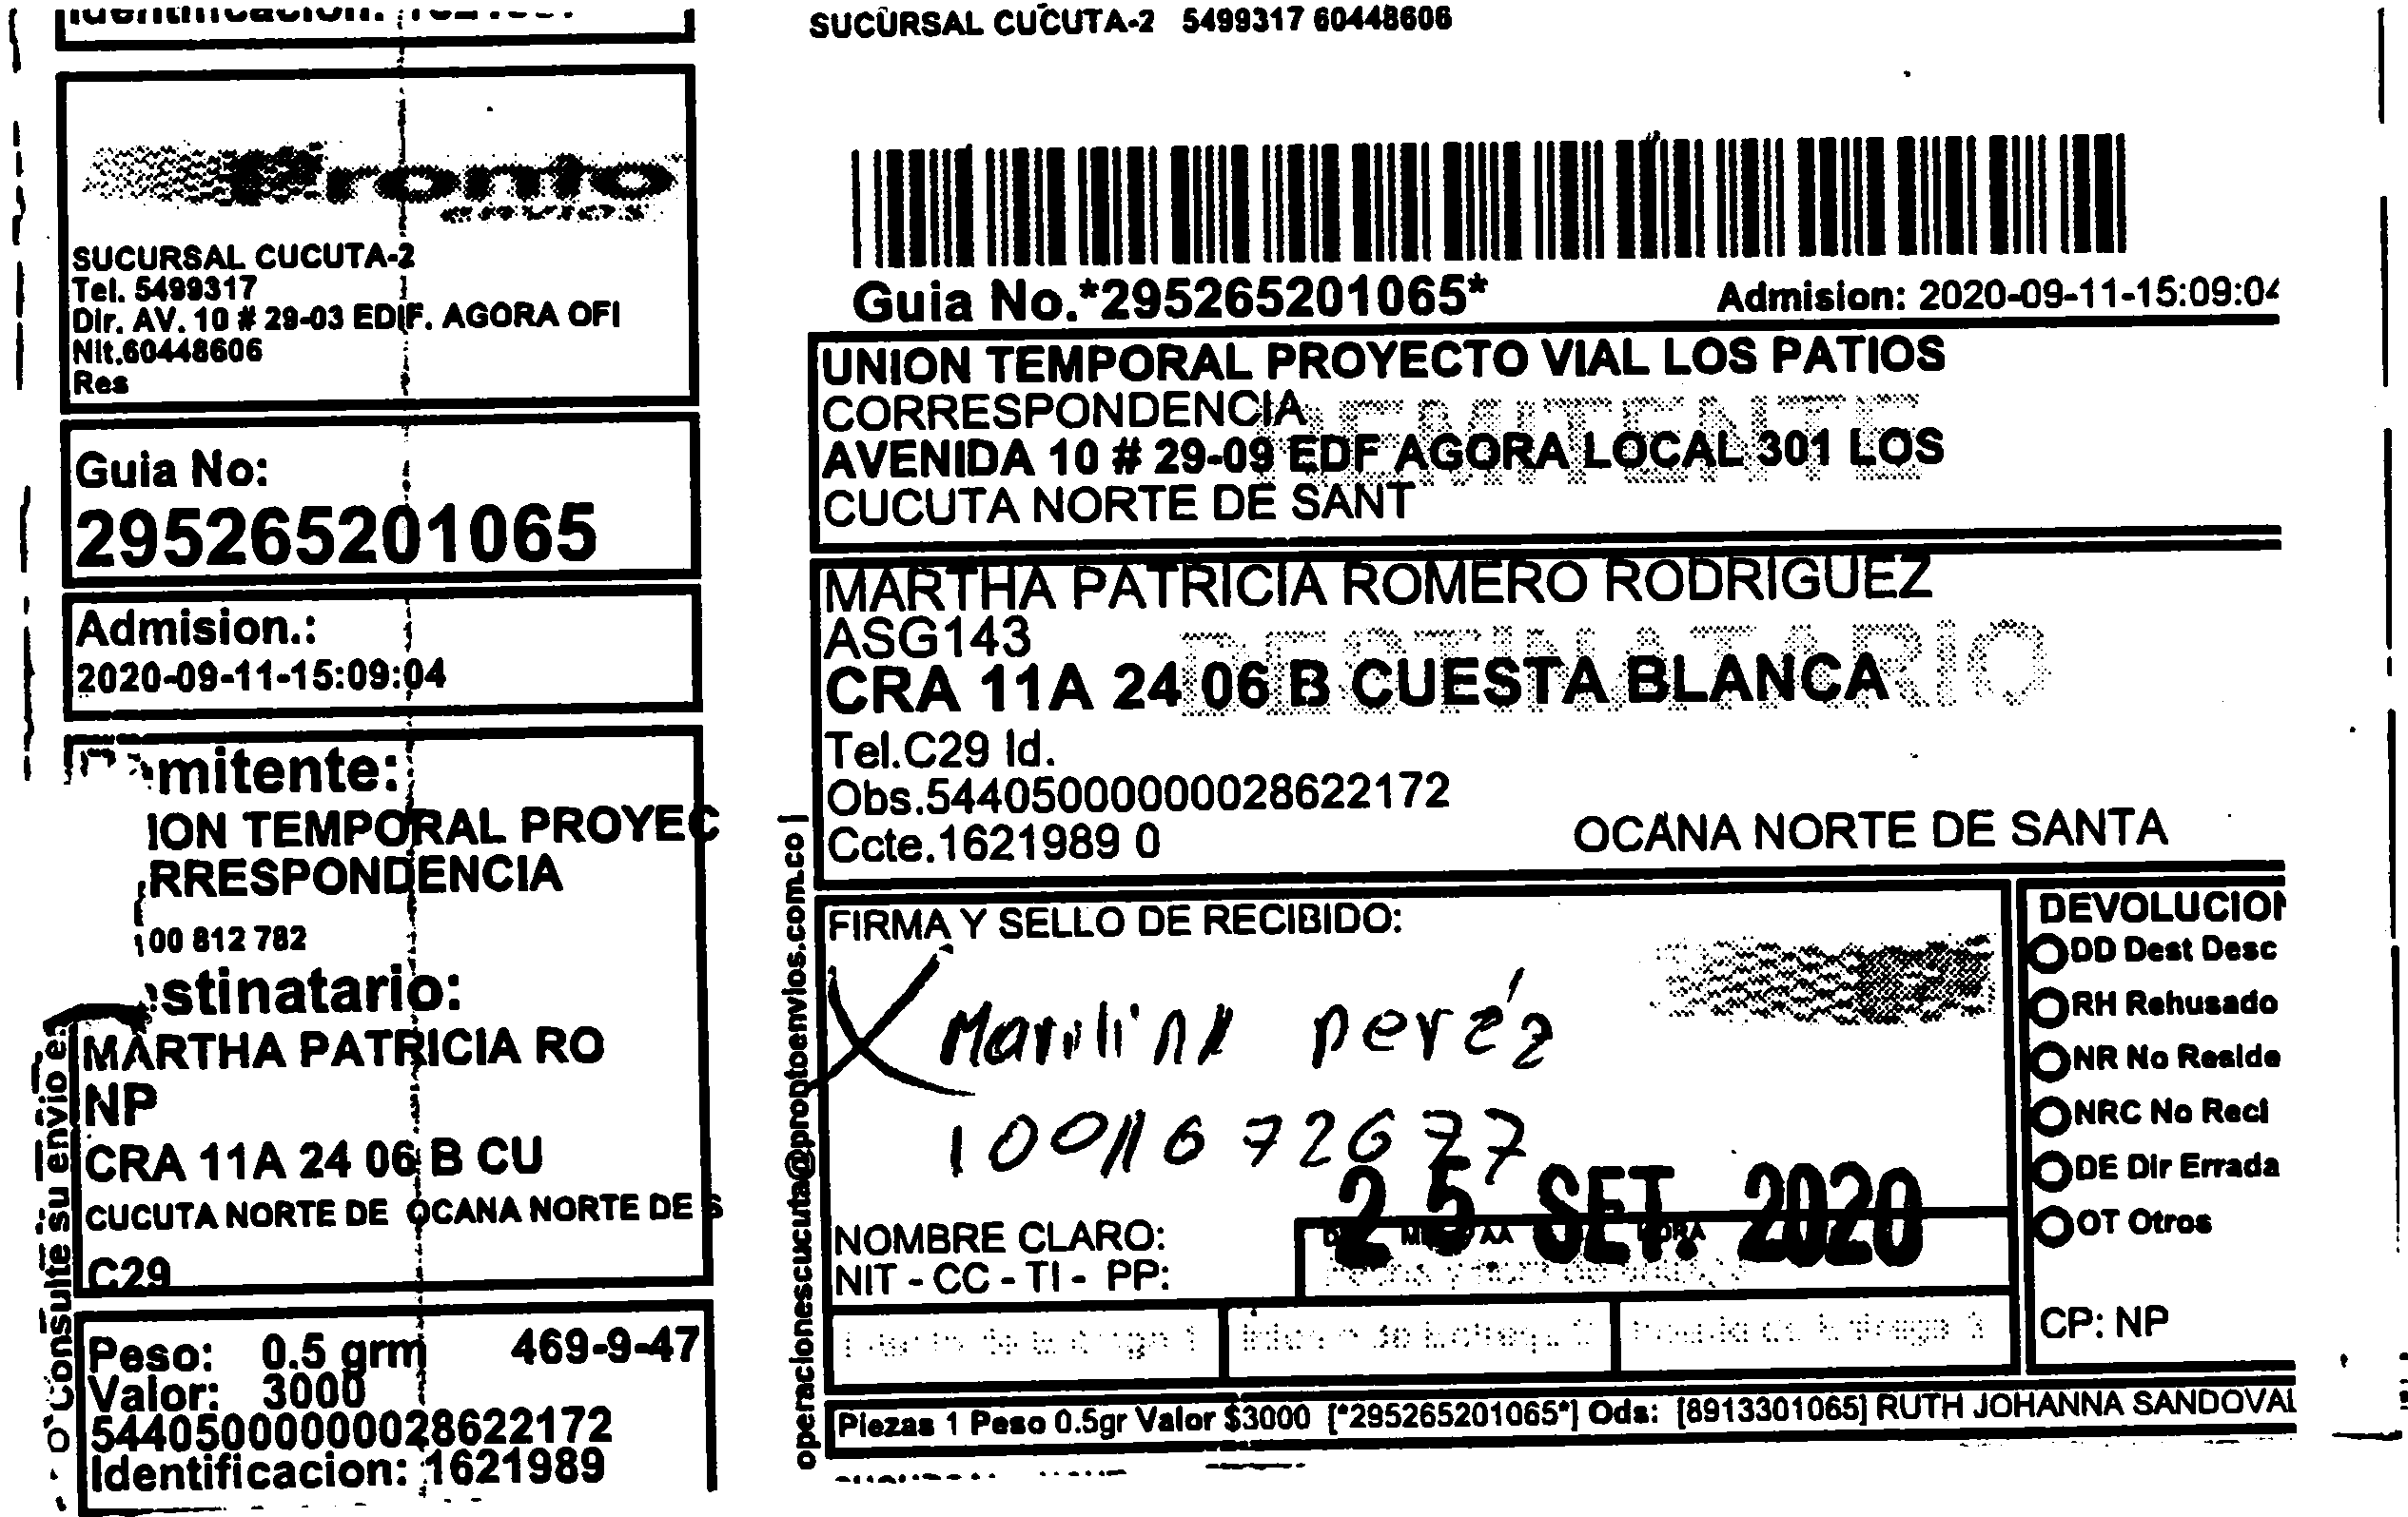 SUCURSAL CUCUTA-2 5499317 60448606
Pronto
SUCURSAL CUCUTA-2
Tel. 5499317
Dir. AV. 10 # 29-03 EDIF. AGORA OFI
Nit.60448606
Res
Guia No:
295265201065
Admision.:
2020-09-11-15:09:04
mitente:
ION TEMPORAL PROYEC
RRESPONDENCIA
00 812 782
stinatario:
MARTHA PATRICIA RO
NP
CRA 11A 24 06 B CU
CUCUTA NORTE DE OCANA NORTE DE S
C29
Peso: 0.5 grm 469-9-47
Valor: 3000
544050000000028622172
Identificacion: 1621989
Consulte su envio en
Guia No.*295265201065*
Admision: 2020-09-11-15:09:04
UNION TEMPORAL PROYECTO VIAL LOS PATIOS
CORRESPONDENCIA
REMITENTE
AVENIDA 10 # 29-09 EDF AGORA LOCAL 301 LOS
CUCUTA NORTE DE SANT
MARTHA PATRICIA ROMERO RODRIGUEZ
ASG143
DESTINATARIO
CRA 11A 24 06 B CUESTA BLANCA
Tel.C29 Id.
Obs.544050000000028622172
Ccte.1621989 0
OCANA NORTE DE SANTA
operacionescucuta@prontoenvios.com.co |
FIRMA Y SELLO DE RECIBIDO:
perez
25 SET. 2020
NOMBRE CLARO:
NIT - CC - TI - PP:
DEVOLUCION
DD Dest Desc
RH Rehusado
NR No Reside
NRC No Reci
DE Dir Errada
OT Otros
CP: NP
Piezas 1 Peso 0.5gr Valor $3000 [*295265201065*] Ods: [8913301065] RUTH JOHANNA SANDOVAL